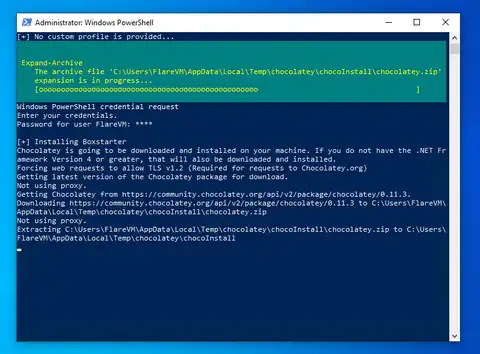 Administrator: Windows PowerShell
[+] No custom profile is provided...
Expand-Archive
The archive file 'C:\Users\FlareVM\AppData\Local\Temp\chocolatey\chocoInstall\chocolatey.zip'
expansion is in progress...
[oooooooooooooooooooooooooooooooooooooooooooooooooooo ]
Windows PowerShell credential request
Enter your credentials.
Password for user FlareVM: ****
[+] Installing Boxstarter
Chocolatey is going to be downloaded and installed on your machine. If you do not have the .NET Fr
amework Version 4 or greater, that will also be downloaded and installed.
Forcing web requests to allow TLS v1.2 (Required for requests to Chocolatey.org)
Getting latest version of the Chocolatey package for download.
Not using proxy.
Getting Chocolatey from https://community.chocolatey.org/api/v2/package/chocolatey/0.11.3.
Downloading https://community.chocolatey.org/api/v2/package/chocolatey/0.11.3 to C:\Users\FlareVM\
AppData\Local\Temp\chocolatey\chocoInstall\chocolatey.zip
Not using proxy.
Extracting C:\Users\FlareVM\AppData\Local\Temp\chocolatey\chocoInstall\chocolatey.zip to C:\Users\
FlareVM\AppData\Local\Temp\chocolatey\chocoInstall